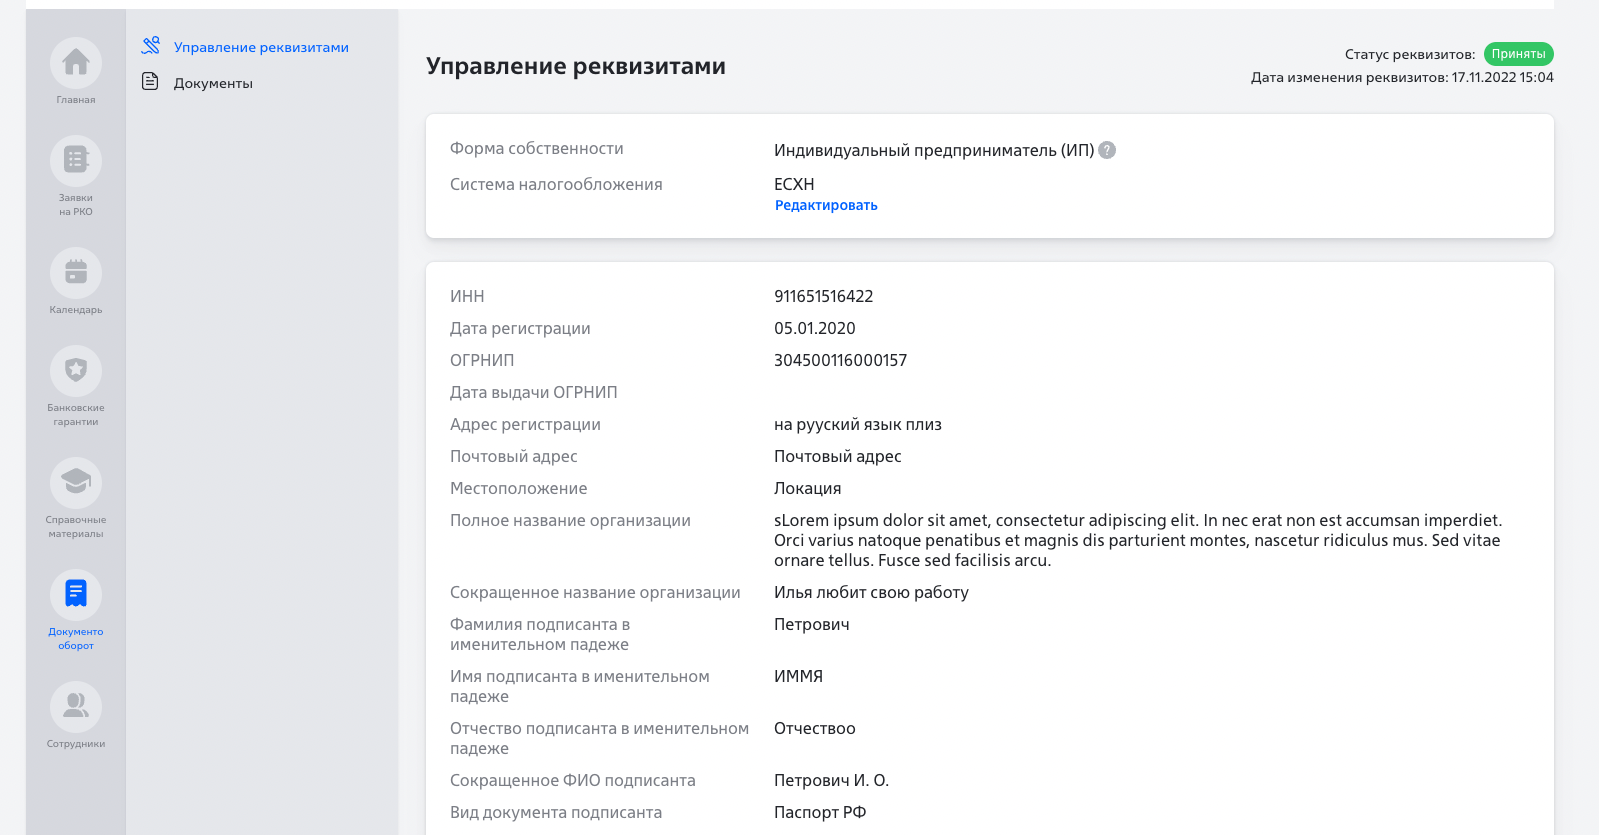 Главная
Заявки
на РКО
Календарь
Банковские
гарантии
Справочные
материалы
Документо
оборот
Сотрудники
Управление реквизитами
Документы
Управление реквизитами
Статус реквизитов: Приняты
Дата изменения реквизитов: 17.11.2022 15:04
Форма собственности Индивидуальный предприниматель (ИП) ?
Система налогообложения ЕСХН
Редактировать
ИНН 911651516422
Дата регистрации 05.01.2020
ОГРНИП 304500116000157
Дата выдачи ОГРНИП
Адрес регистрации на рууский язык плиз
Почтовый адрес Почтовый адрес
Местоположение Локация
Полное название организации sLorem ipsum dolor sit amet, consectetur adipiscing elit. In nec erat non est accumsan imperdiet.
Orci varius natoque penatibus et magnis dis parturient montes, nascetur ridiculus mus. Sed vitae
ornare tellus. Fusce sed facilisis arcu.
Сокращенное название организации Илья любит свою работу
Фамилия подписанта в Петрович
именительном падеже
Имя подписанта в именительном ИММЯ
падеже
Отчество подписанта в именительном Отчествоо
падеже
Сокращенное ФИО подписанта Петрович И. О.
Вид документа подписанта Паспорт РФ